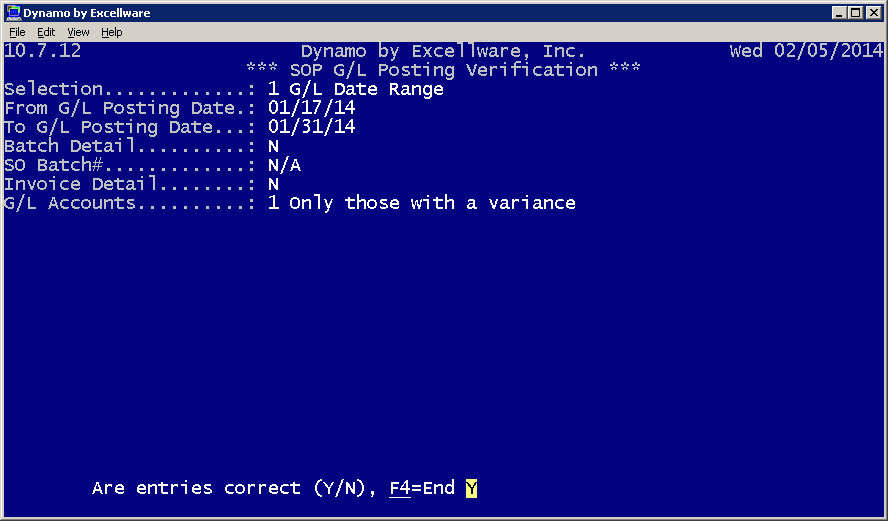 Dynamo by Excellware
File Edit View Help
10.7.12 Dynamo by Excellware, Inc. Wed 02/05/2014
*** SOP G/L Posting Verification ***
Selection.............: 1 G/L Date Range
From G/L Posting Date.: 01/17/14
To G/L Posting Date...: 01/31/14
Batch Detail..........: N
SO Batch#.............: N/A
Invoice Detail........: N
G/L Accounts..........: 1 Only those with a variance
Are entries correct (Y/N), F4=End Y